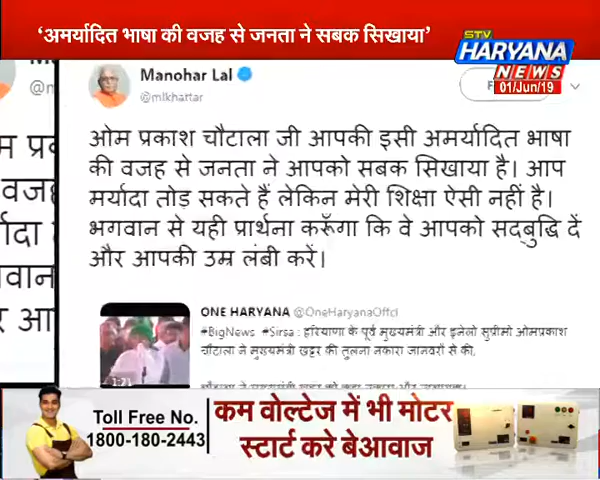 ‘अमर्यादित भाषा की वजह से जनता ने सबक सिखाया’
STV
HARYANA
NEWS
01/Jun/19
Manohar Lal
@mlkhattar
ओम प्रकाश चौटाला जी आपकी इसी अमर्यादित भाषा
की वजह से जनता ने आपको सबक सिखाया है। आप
मर्यादा तोड़ सकते हैं लेकिन मेरी शिक्षा ऐसी नहीं है।
भगवान से यही प्रार्थना करूँगा कि वे आपको सद्बुद्धि दें
और आपकी उम्र लंबी करें।
ONE HARYANA @OneHaryanaOffcl
#BigNews #Sirsa : हरियाणा के पूर्व मुख्यमंत्री और इनेलो सुप्रीमो ओमप्रकाश
चौटाला ने मुख्यमंत्री खट्टर की तुलना नकारा जानवरों से की,
Toll Free No.
1800-180-2443
कम वोल्टेज में भी मोटर
स्टार्ट करे बेआवाज